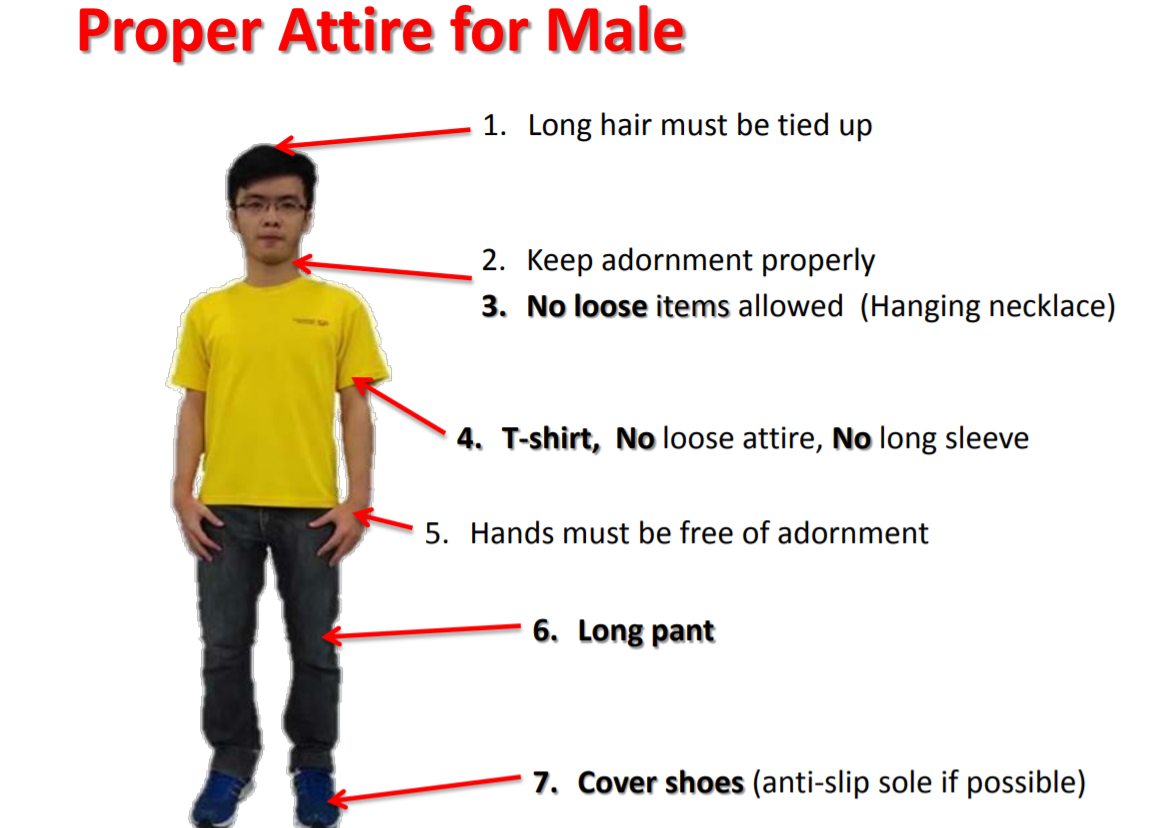 Proper Attire for Male
1. Long hair must be tied up
2. Keep adornment properly
3. No loose items allowed (Hanging necklace)
4. T-shirt, No loose attire, No long sleeve
5. Hands must be free of adornment
6. Long pant
7. Cover shoes (anti-slip sole if possible)